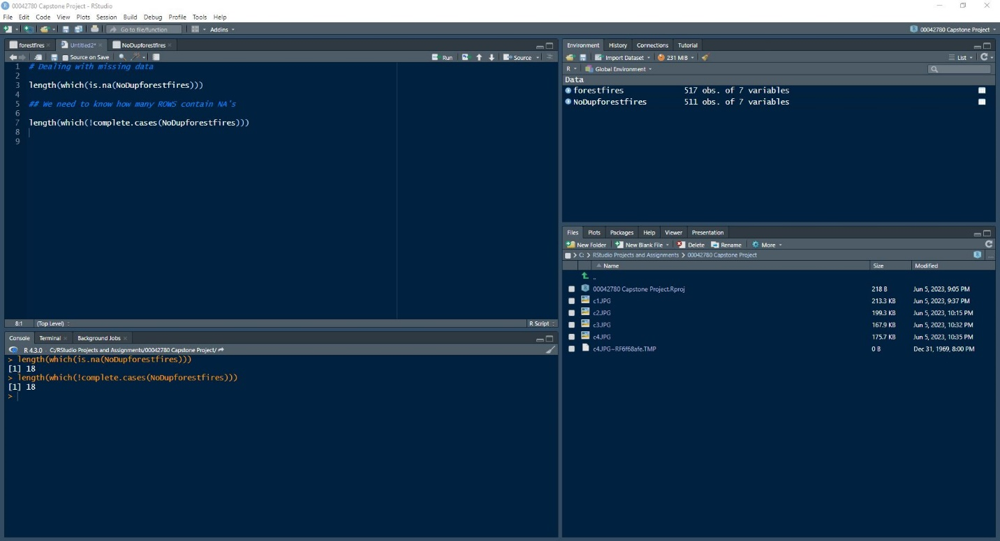 00042780 Capstone Project - RStudio
File Edit Code View Plots Session Build Debug Profile Tools Help
Go to file/function Addins 00042780 Capstone Project
forestfires Untitled2* NoDupforestfires
Source on Save Run Source
1 # Dealing with missing data
2
3 length(which(is.na(NoDupforestfires)))
4
5 ## We need to know how many ROWS contain NA's
6
7 length(which(!complete.cases(NoDupforestfires)))
8
9
8:1 (Top Level) R Script
Console Terminal Background Jobs
R 4.3.0 · C:/RStudio Projects and Assignments/00042780 Capstone Project/
> length(which(is.na(NoDupforestfires)))
[1] 18
> length(which(!complete.cases(NoDupforestfires)))
[1] 18
>
Environment History Connections Tutorial
Import Dataset 231 MiB List
R Global Environment
Data
forestfires 517 obs. of 7 variables
NoDupforestfires 511 obs. of 7 variables
Files Plots Packages Help Viewer Presentation
New Folder New Blank File Delete Rename More
C: > RStudio Projects and Assignments > 00042780 Capstone Project ...
Name Size Modified
..
00042780 Capstone Project.Rproj 218 B Jun 5, 2023, 9:05 PM
c1.JPG 213.3 KB Jun 5, 2023, 9:37 PM
c2.JPG 199.3 KB Jun 5, 2023, 10:15 PM
c3.JPG 167.9 KB Jun 5, 2023, 10:32 PM
c4.JPG 175.7 KB Jun 5, 2023, 10:35 PM
c4.JPG~RF6f68afe.TMP 0 B Dec 31, 1969, 8:00 PM